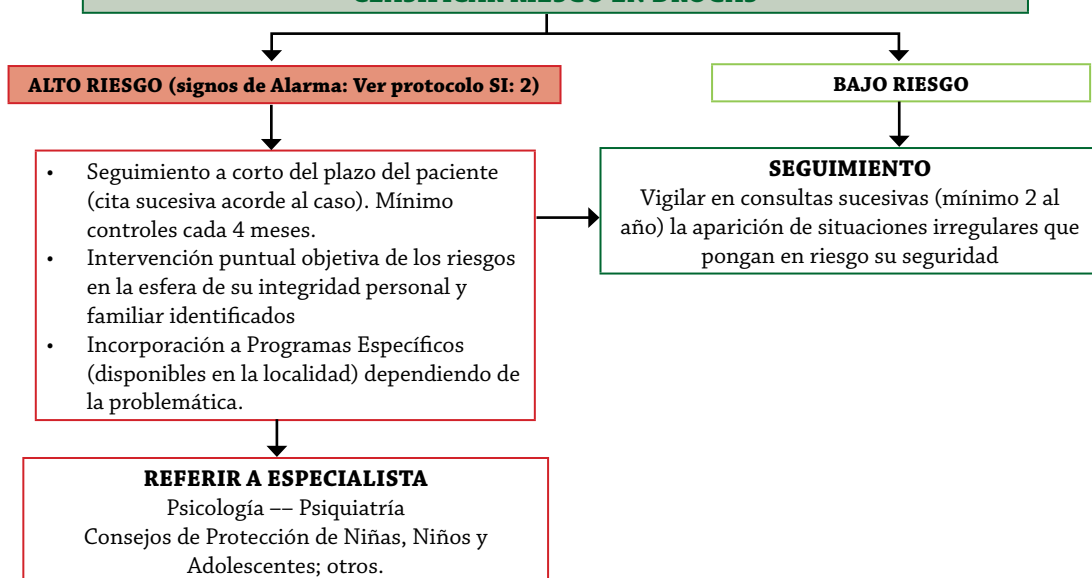 ALTO RIESGO (signos de Alarma: Ver protocolo SI: 2)
BAJO RIESGO
• Seguimiento a corto del plazo del paciente
(cita sucesiva acorde al caso). Mínimo
controles cada 4 meses.
• Intervención puntual objetiva de los riesgos
en la esfera de su integridad personal y
familiar identificados
• Incorporación a Programas Específicos
(disponibles en la localidad) dependiendo de
la problemática.
SEGUIMIENTO
Vigilar en consultas sucesivas (mínimo 2 al
año) la aparición de situaciones irregulares que
pongan en riesgo su seguridad
REFERIR A ESPECIALISTA
Psicología –– Psiquiatría
Consejos de Protección de Niñas, Niños y
Adolescentes; otros.